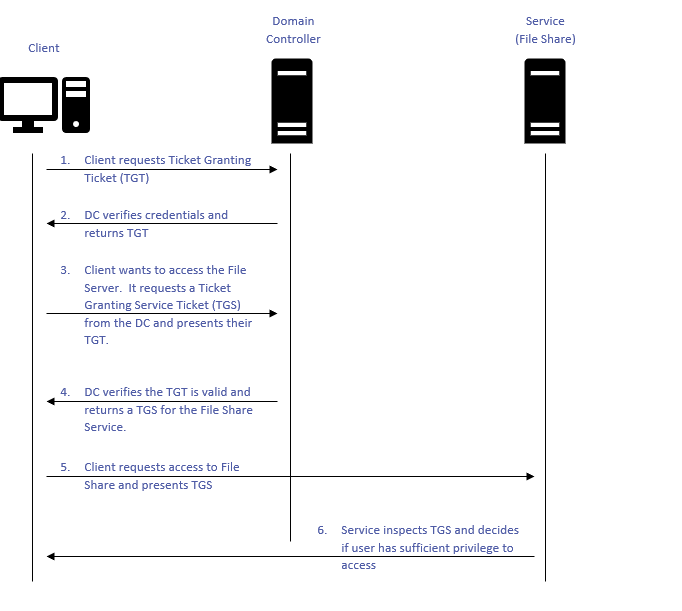 Domain
Controller
Service
(File Share)
Client
1. Client requests Ticket Granting
Ticket (TGT)
2. DC verifies credentials and
returns TGT
3. Client wants to access the File
Server. It requests a Ticket
Granting Service Ticket (TGS)
from the DC and presents their
TGT.
4. DC verifies the TGT is valid and
returns a TGS for the File Share
Service.
5. Client requests access to File
Share and presents TGS
6. Service inspects TGS and decides
if user has sufficient privilege to
access